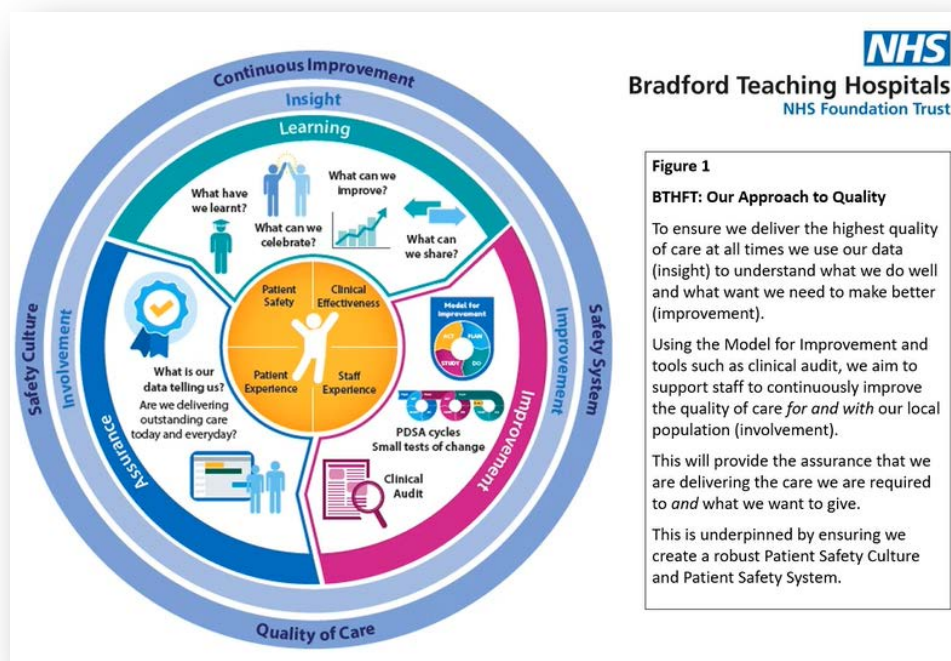 Continuous Improvement
Insight
Learning
What have
we learnt?
What can we
celebrate?
What can we
improve?
What can
we share?
Safety Culture
Involvement
Assurance
What is our
data telling us?
Are we delivering
outstanding care
today and everyday?
Patient
Safety
Clinical
Effectiveness
Patient
Experience
Staff
Experience
Model for
Improvement
ACT
PLAN
STUDY
DO
PDSA cycles
Small tests of change
Clinical
Audit
Improvement
Improvement
Safety System
Quality of Care
NHS
Bradford Teaching Hospitals
NHS Foundation Trust
Figure 1
BTHFT: Our Approach to Quality
To ensure we deliver the highest quality
of care at all times we use our data
(insight) to understand what we do well
and what want we need to make better
(improvement).
Using the Model for Improvement and
tools such as clinical audit, we aim to
support staff to continuously improve
the quality of care for and with our local
population (involvement).
This will provide the assurance that we
are delivering the care we are required
to and what we want to give.
This is underpinned by ensuring we
create a robust Patient Safety Culture
and Patient Safety System.